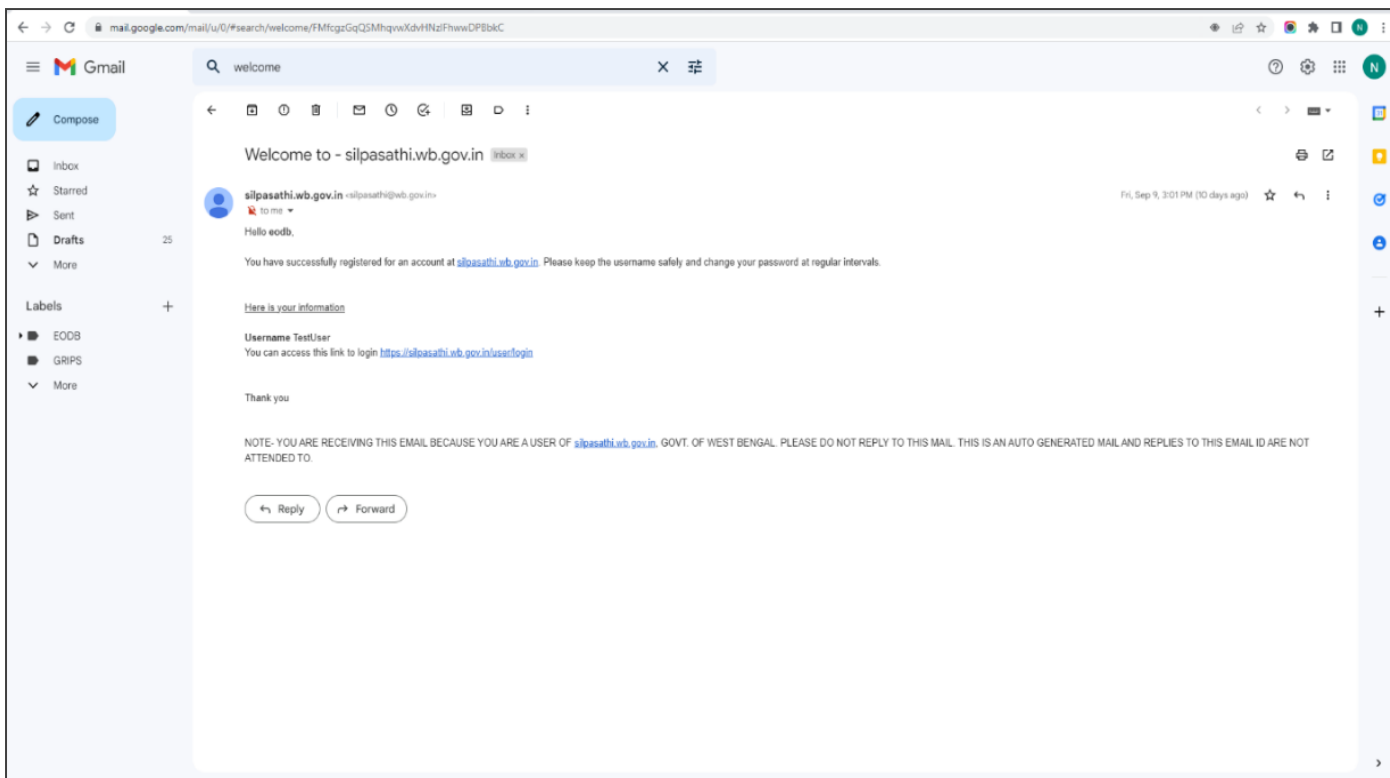 mail.google.com/mail/u/0/#search/welcome/FMfcgzGqQSMhqvwXdvHNzlFhwwDPBbkC
N
Gmail
welcome
N
Compose
Inbox
Starred
Sent
Drafts 25
More
Labels
EODB
GRIPS
More
Welcome to - silpasathi.wb.gov.in Inbox x
silpasathi.wb.gov.in <silpasathi@wb.gov.in> Fri, Sep 9, 3:01 PM (10 days ago)
to me
Hello eodb,
You have successfully registered for an account at silpasathi.wb.gov.in. Please keep the username safely and change your password at regular intervals.
Here is your information
Username TestUser
You can access this link to login https://silpasathi.wb.gov.in/user/login
Thank you
NOTE- YOU ARE RECEIVING THIS EMAIL BECAUSE YOU ARE A USER OF silpasathi.wb.gov.in, GOVT. OF WEST BENGAL. PLEASE DO NOT REPLY TO THIS MAIL. THIS IS AN AUTO GENERATED MAIL AND REPLIES TO THIS EMAIL ID ARE NOT
ATTENDED TO.
Reply Forward